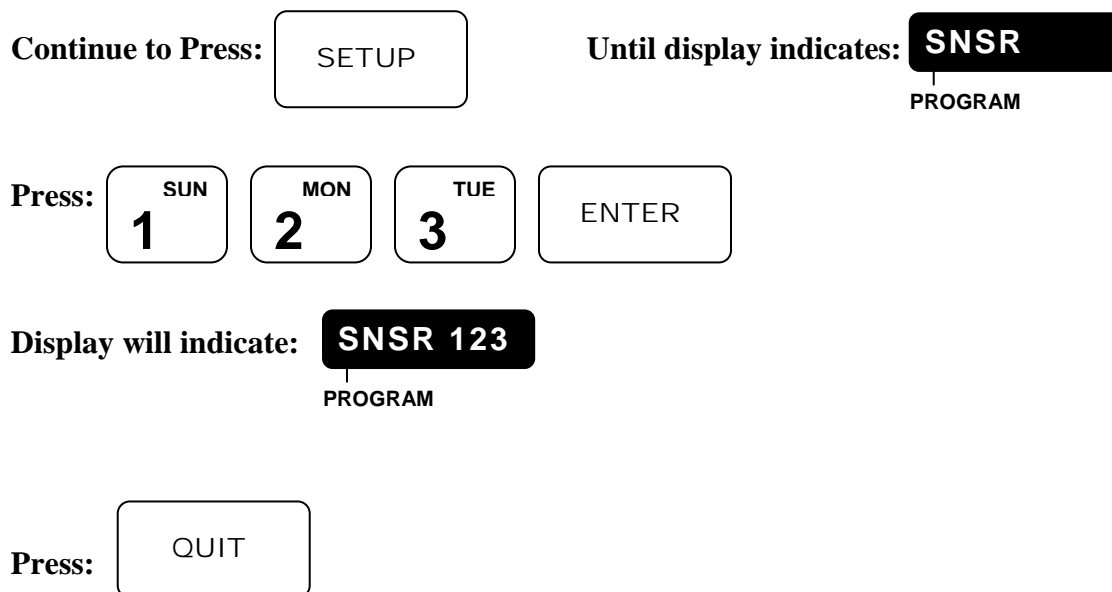 Continue to Press: SETUP Until display indicates: SNSR
PROGRAM
Press: 1 SUN 2 MON 3 TUE ENTER
Display will indicate: SNSR 123
PROGRAM
Press: QUIT